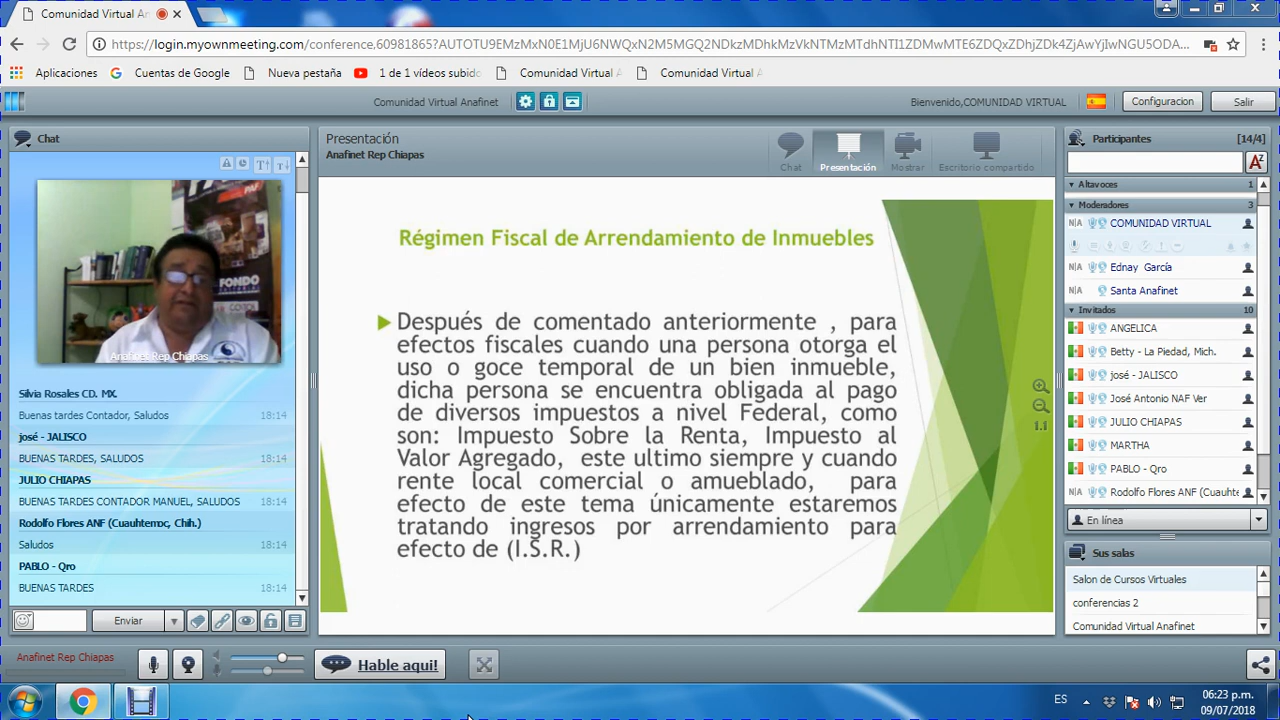 Comunidad Virtual An
https://login.myownmeeting.com/conference,60981865?
Aplicaciones
Cuentas de Google
Nueva pestaña
1 de 1 vídeos subido
Comunidad Virtual A
Comunidad Virtual A
Comunidad Virtual Anafinet
Bienvenido,COMUNIDAD VIRTUAL
Configuracion
Salir
Chat
FONDO
Anafinet Rep Chiapas
Silvia Rosales CD. MX.
Buenas tardes Contador, Saludos 18:14
josé - JALISCO
BUENAS TARDES, SALUDOS 18:14
JULIO CHIAPAS
BUENAS TARDES CONTADOR MANUEL, SALUDOS 18:14
Rodolfo Flores ANF (Cuauhtemoc, Chih.)
Saludos 18:14
PABLO - Qro
BUENAS TARDES 18:14
Enviar
Presentación
Anafinet Rep Chiapas
Chat
Presentación
Mostrar
Escritorio compartido
Régimen Fiscal de Arrendamiento de Inmuebles
Después de comentado anteriormente , para
efectos fiscales cuando una persona otorga el
uso o goce temporal de un bien inmueble,
dicha persona se encuentra obligada al pago
de diversos impuestos a nivel Federal, como
son: Impuesto Sobre la Renta, Impuesto al
Valor Agregado, este ultimo siempre y cuando
rente local comercial o amueblado, para
efecto de este tema únicamente estaremos
tratando ingresos por arrendamiento para
efecto de (I.S.R.)
1.1
Participantes [14/4]
Altavoces 1
Moderadores 3
N|A COMUNIDAD VIRTUAL
N|A Ednay García
N|A Santa Anafinet
Invitados 10
ANGELICA
Betty - La Piedad, Mich.
josé - JALISCO
José Antonio NAF Ver
JULIO CHIAPAS
MARTHA
PABLO - Qro
N|A Rodolfo Flores ANF (Cuauhte
En línea
Sus salas
Salon de Cursos Virtuales
conferencias 2
Comunidad Virtual Anafinet
Anafinet Rep Chiapas
Hable aqui!
ES
06:23 p.m.
09/07/2018